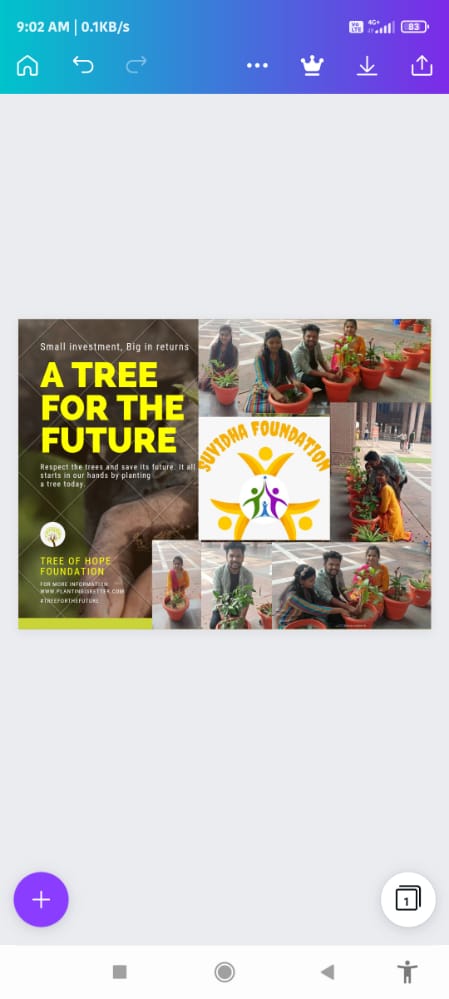 9:02 AM | 0.1KB/s
Vo LTE 4G+ 83
Small investment, Big in returns
A TREE
FOR THE
FUTURE
Respect the trees and save its future. It all
starts in our hands by planting
a tree today.
SUVIDHA FOUNDATION
TREE OF HOPE
FOUNDATION
FOR MORE INFORMATION:
WWW.PLANTINGISBETTER.COM
#TREEFORTHEFUTURE
1